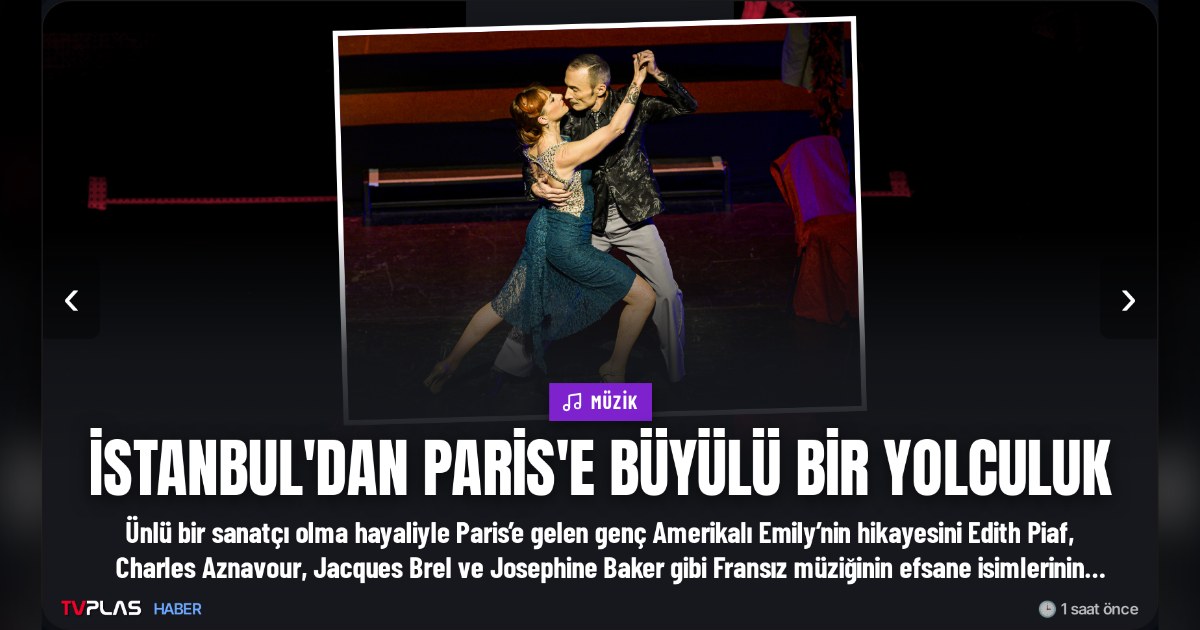 MÜZİK
İSTANBUL'DAN PARİS'E BÜYÜLÜ BİR YOLCULUK
Ünlü bir sanatçı olma hayaliyle Paris’e gelen genç Amerikalı Emily’nin hikayesini Edith Piaf,
Charles Aznavour, Jacques Brel ve Josephine Baker gibi Fransız müziğinin efsane isimlerinin...
TVPLAS HABER
1 saat önce